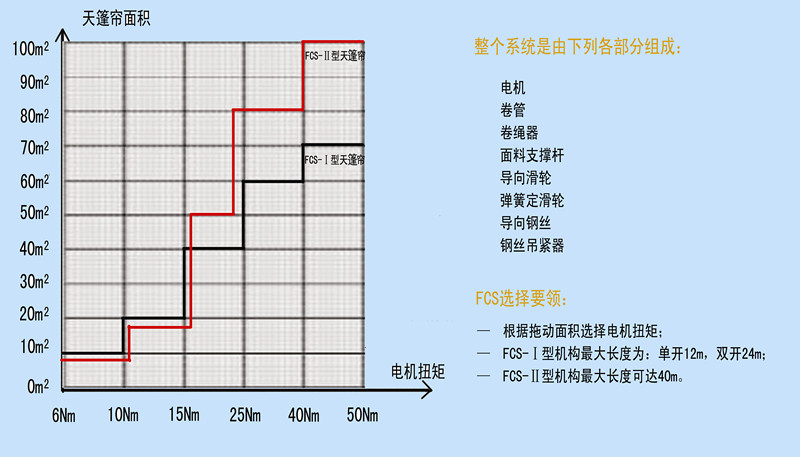 天篷帘面积
100m²
90m²
80m²
70m²
60m²
50m²
40m²
30m²
20m²
10m²
0m²
FCS-Ⅱ型天篷帘
FCS-Ⅰ型天篷帘
电机扭矩
6Nm 10Nm 15Nm 25Nm 40Nm 50Nm
整个系统是由下列各部分组成：
电机
卷管
卷绳器
面料支撑杆
导向滑轮
弹簧定滑轮
导向钢丝
钢丝吊紧器
FCS选择要领：
— 根据拖动面积选择电机扭矩；
— FCS-Ⅰ型机构最大长度为：单开12m，双开24m；
— FCS-Ⅱ型机构最大长度可达40m。